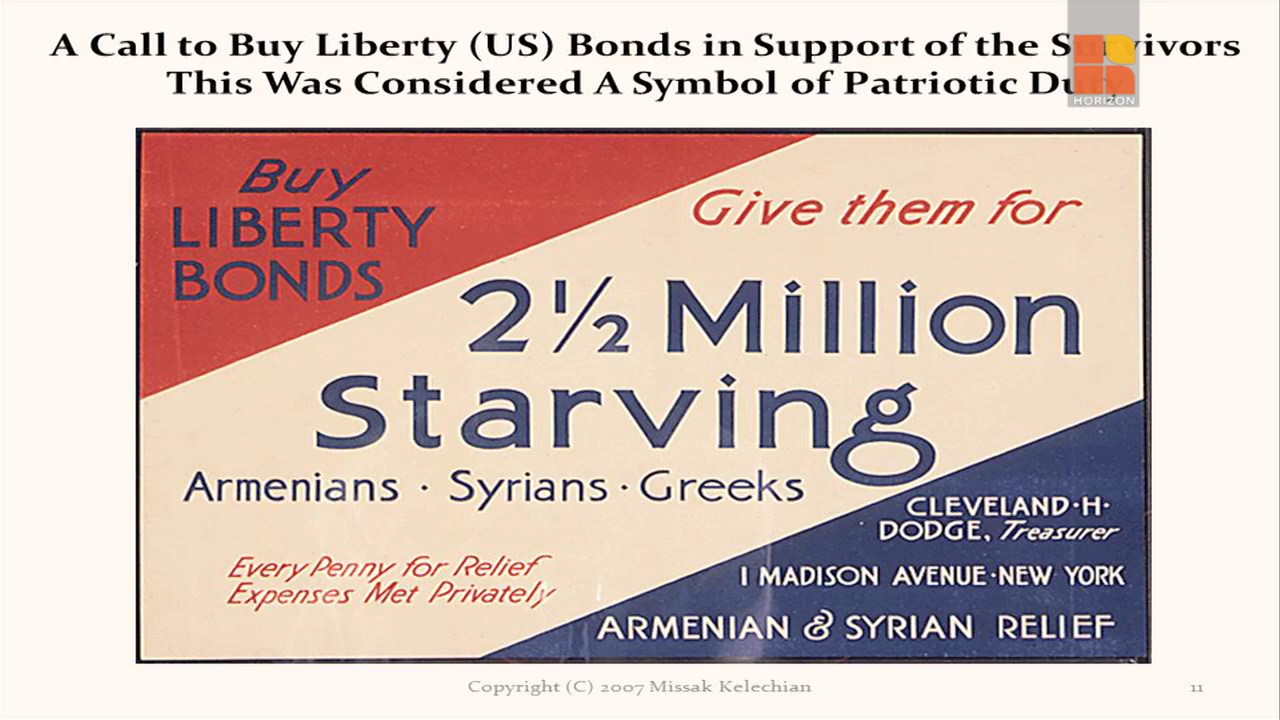 A Call to Buy Liberty (US) Bonds in Support of the Survivors
This Was Considered A Symbol of Patriotic Duty
HORIZON
Buy
LIBERTY
BONDS
Give them for
2½ Million
Starving
Armenians · Syrians · Greeks
CLEVELAND·H·
DODGE, Treasurer
Every Penny for Relief
Expenses Met Privately
1 MADISON AVENUE·NEW YORK
ARMENIAN & SYRIAN RELIEF
Copyright (C) 2007 Missak Kelechian
11